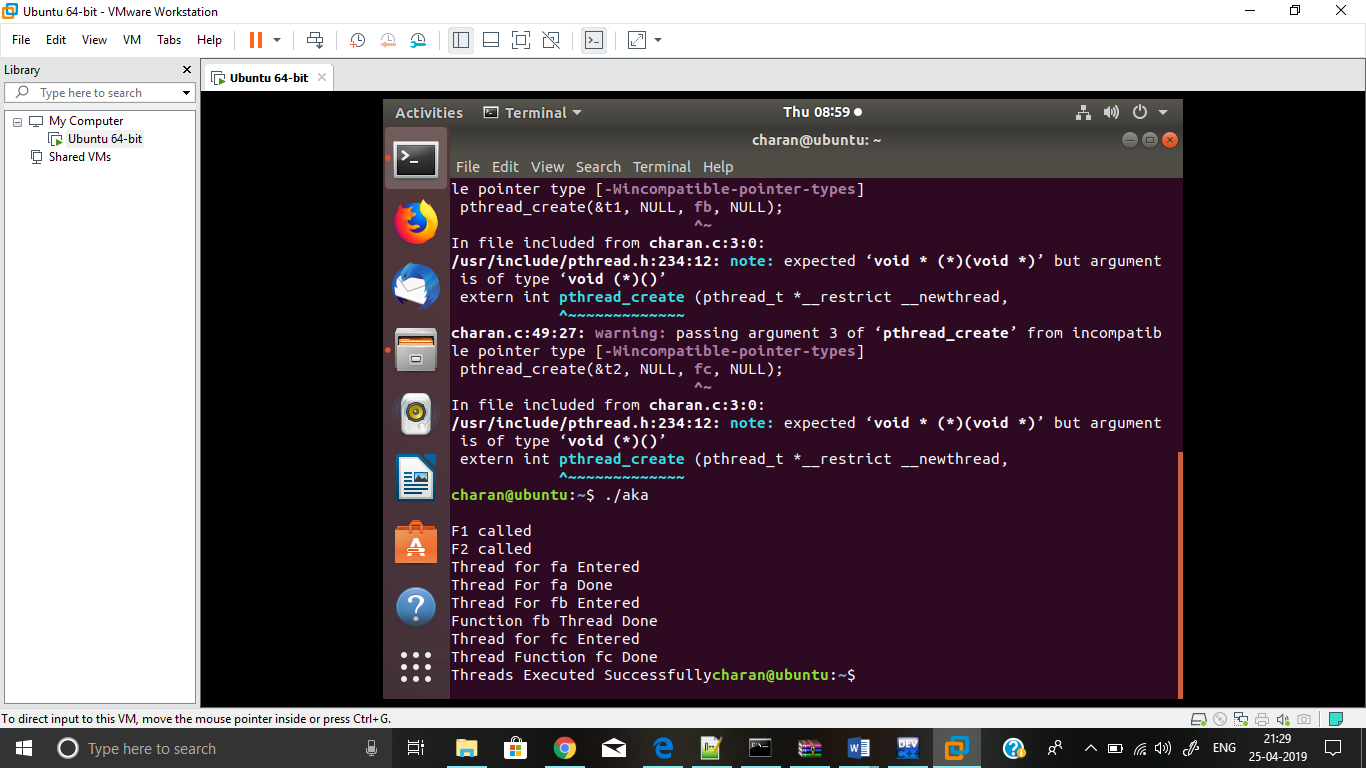 Ubuntu 64-bit - VMware Workstation
File Edit View VM Tabs Help
Library
Type here to search
My Computer
Ubuntu 64-bit
Shared VMs
Ubuntu 64-bit
Activities Terminal Thu 08:59
charan@ubuntu: ~
File Edit View Search Terminal Help
le pointer type [-Wincompatible-pointer-types]
pthread_create(&t1, NULL, fb, NULL);
^~
In file included from charan.c:3:0:
/usr/include/pthread.h:234:12: note: expected ‘void * (*)(void *)’ but argument
is of type ‘void (*)()’
extern int pthread_create (pthread_t *__restrict __newthread,
^~~~~~~~~~~~~~
charan.c:49:27: warning: passing argument 3 of ‘pthread_create’ from incompatib
le pointer type [-Wincompatible-pointer-types]
pthread_create(&t2, NULL, fc, NULL);
^~
In file included from charan.c:3:0:
/usr/include/pthread.h:234:12: note: expected ‘void * (*)(void *)’ but argument
is of type ‘void (*)()’
extern int pthread_create (pthread_t *__restrict __newthread,
^~~~~~~~~~~~~~
charan@ubuntu:~$ ./aka
F1 called
F2 called
Thread for fa Entered
Thread For fa Done
Thread For fb Entered
Function fb Thread Done
Thread for fc Entered
Thread Function fc Done
Threads Executed Successfullycharan@ubuntu:~$
To direct input to this VM, move the mouse pointer inside or press Ctrl+G.
Type here to search
DEV
ENG
21:29
25-04-2019